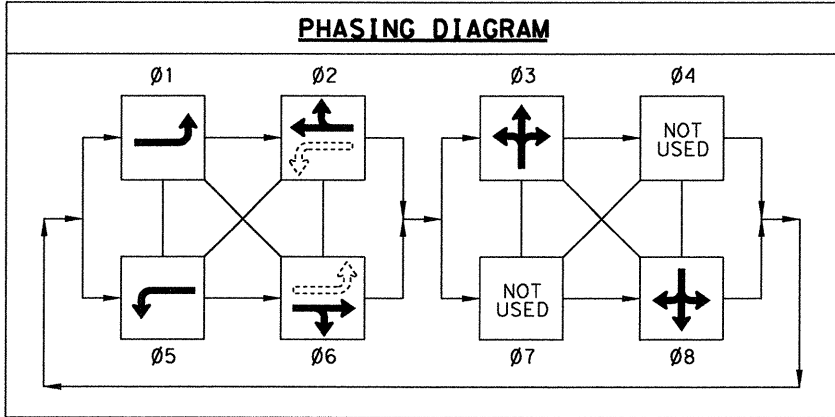 PHASING DIAGRAM
Ø1
Ø2
Ø3
Ø4
NOT
USED
NOT
USED
Ø5
Ø6
Ø7
Ø8